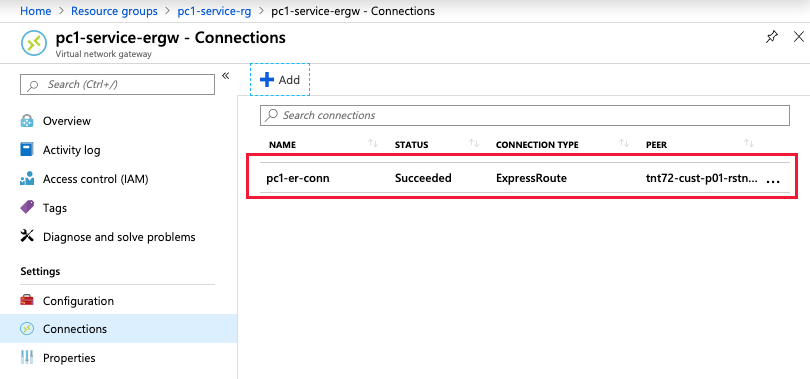 Home > Resource groups > pc1-service-rg > pc1-service-ergw - Connections
pc1-service-ergw - Connections
Virtual network gateway
Search (Ctrl+/)
«
Overview
Activity log
Access control (IAM)
Tags
Diagnose and solve problems
Settings
Configuration
Connections
Properties
Add
Search connections
NAME STATUS CONNECTION TYPE PEER
pc1-er-conn Succeeded ExpressRoute tnt72-cust-p01-rstn... ...